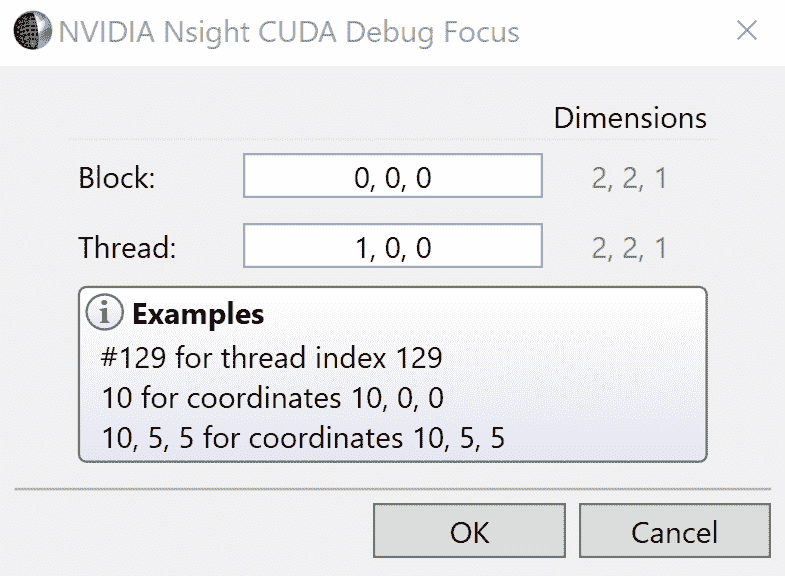 NVIDIA Nsight CUDA Debug Focus
Dimensions
Block: 0, 0, 0 2, 2, 1
Thread: 1, 0, 0 2, 2, 1
Examples
#129 for thread index 129
10 for coordinates 10, 0, 0
10, 5, 5 for coordinates 10, 5, 5
OK Cancel